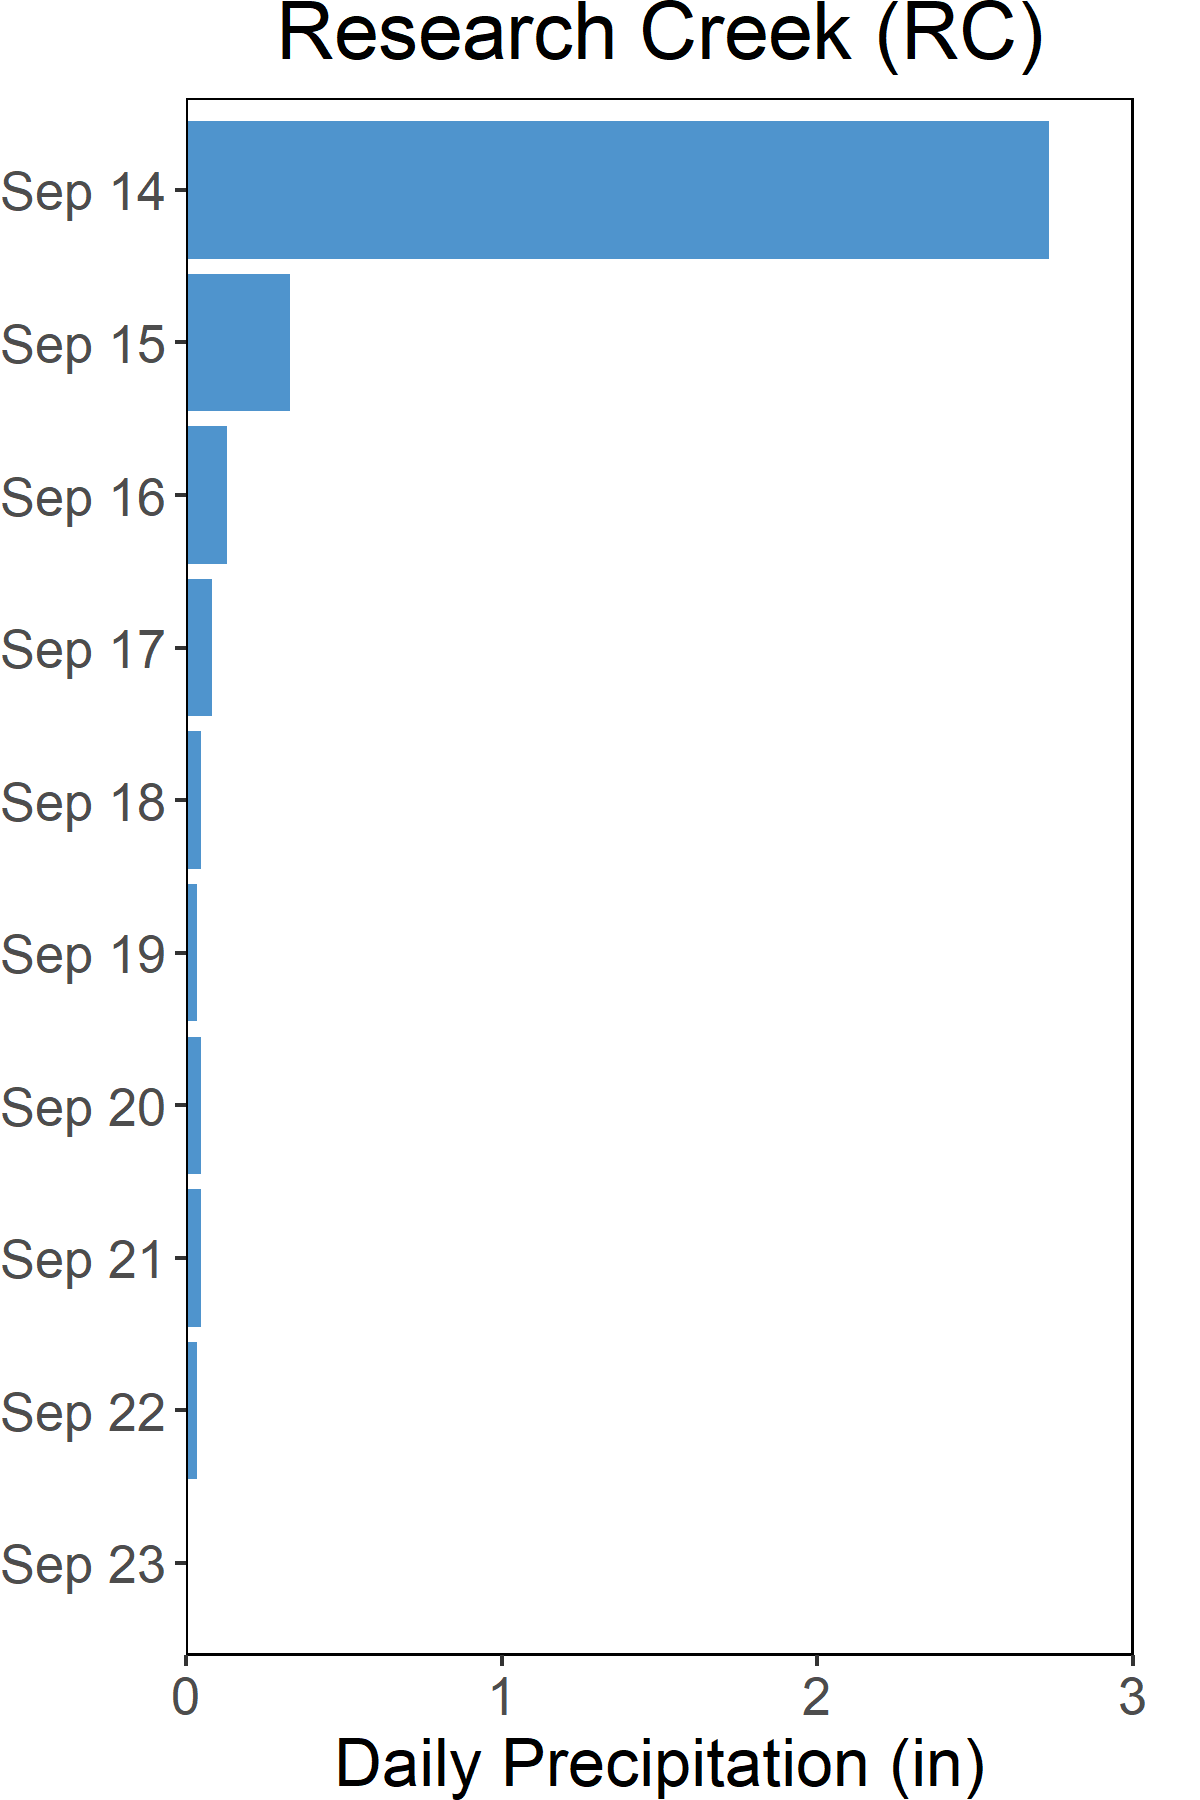 Research Creek (RC)
Sep 14
Sep 15
Sep 16
Sep 17
Sep 18
Sep 19
Sep 20
Sep 21
Sep 22
Sep 23
0 1 2 3
Daily Precipitation (in)